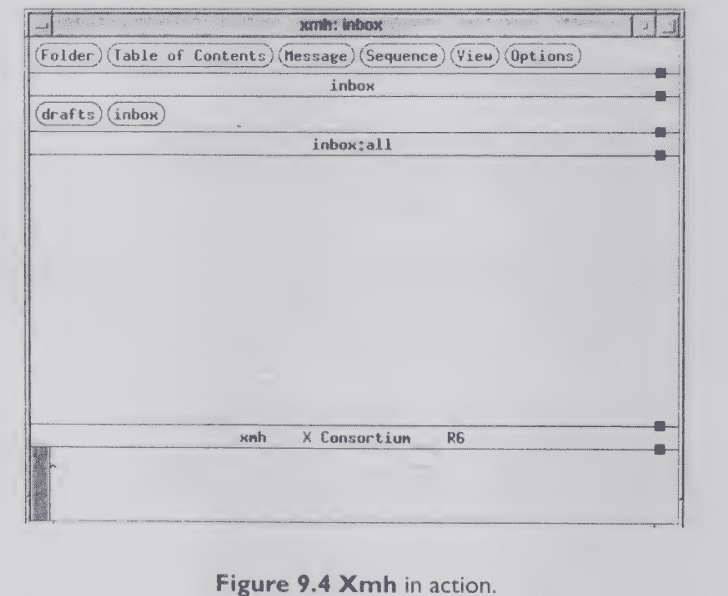 xmh: inbox
Folder Table of Contents Message Sequence View Options
inbox
drafts inbox
inbox:all
xmh X Consortium R6
Figure 9.4 Xmh in action.